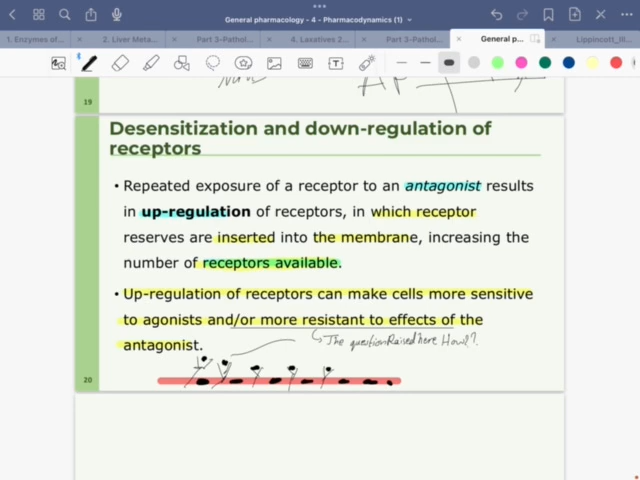 General pharmacology - 4 - Pharmacodynamics (1)
1. Enzymes of...
2. Liver Meta...
Part 3-Pathol...
4. Laxatives 2...
Part 3-Pathol...
General p...
Lippincott_Ill...
19
Desensitization and down-regulation of
receptors
• Repeated exposure of a receptor to an antagonist results
in up-regulation of receptors, in which receptor
reserves are inserted into the membrane, increasing the
number of receptors available.
• Up-regulation of receptors can make cells more sensitive
to agonists and/or more resistant to effects of the
antagonist.
The question Raised here How?
20